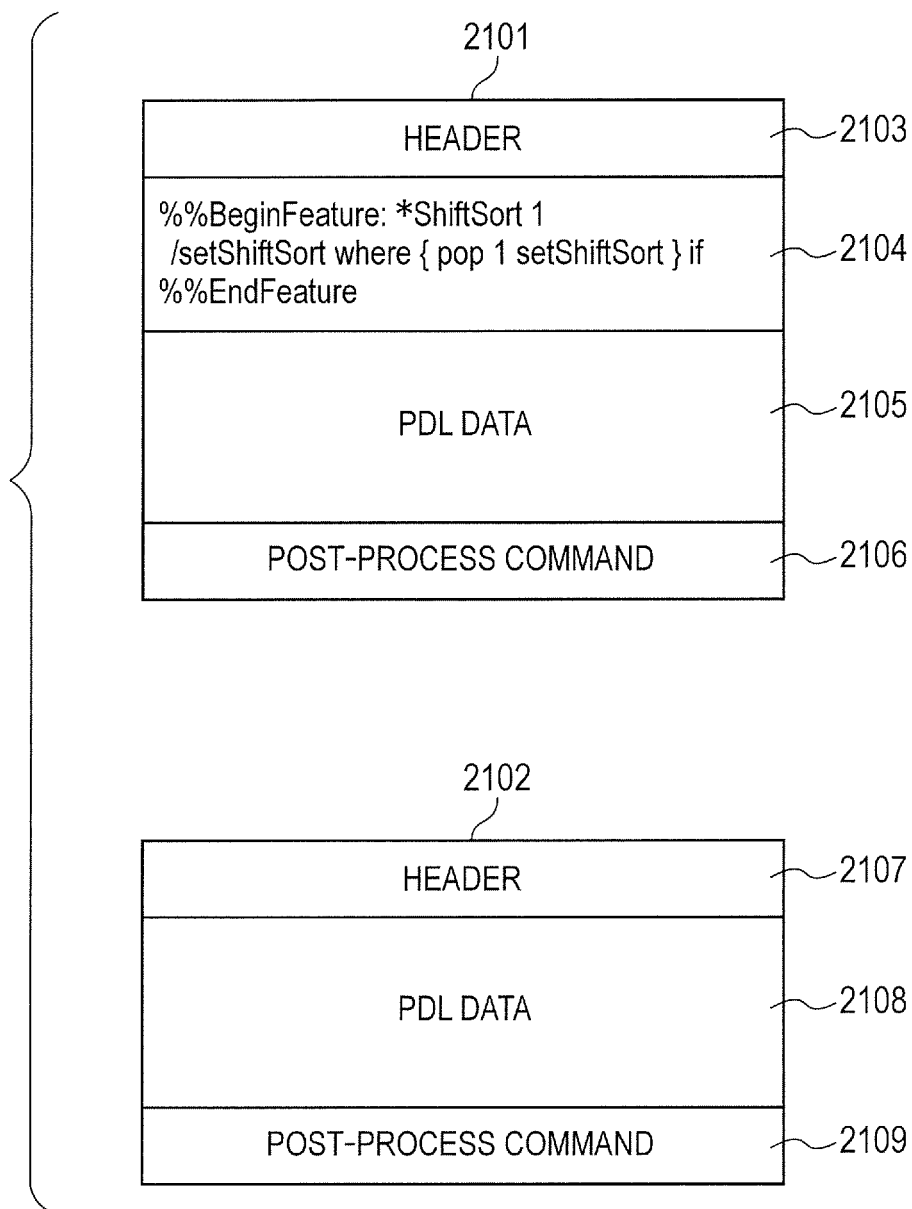 2101
HEADER 2103
%%BeginFeature: *ShiftSort 1
/setShiftSort where { pop 1 setShiftSort } if 2104
%%EndFeature
PDL DATA 2105
POST-PROCESS COMMAND 2106
2102
HEADER 2107
PDL DATA 2108
POST-PROCESS COMMAND 2109